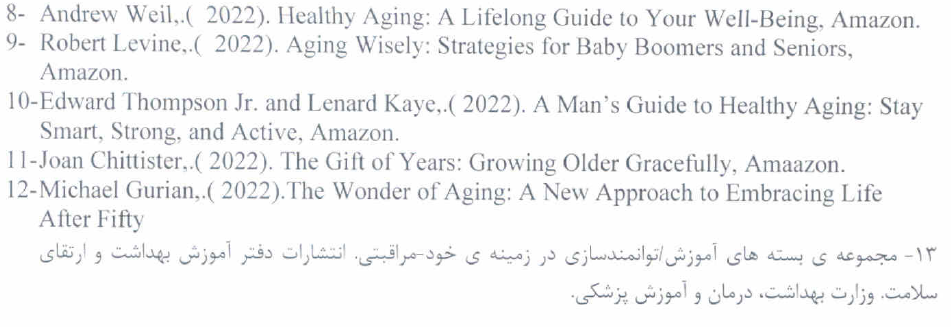 8- Andrew Weil,.( 2022). Healthy Aging: A Lifelong Guide to Your Well-Being, Amazon.
9- Robert Levine,.( 2022). Aging Wisely: Strategies for Baby Boomers and Seniors,
Amazon.
10-Edward Thompson Jr. and Lenard Kaye,.( 2022). A Man's Guide to Healthy Aging: Stay
Smart, Strong, and Active, Amazon.
11-Joan Chittister,.( 2022). The Gift of Years: Growing Older Gracefully, Amaazon.
12-Michael Gurian,.( 2022).The Wonder of Aging: A New Approach to Embracing Life
After Fifty
۱۳- مجموعه ی بسته های آموزش/توانمندسازی در زمینه ی خود-مراقبتی. انتشارات دفتر آموزش بهداشت و ارتقای
سلامت. وزارت بهداشت، درمان و آموزش پزشکی.